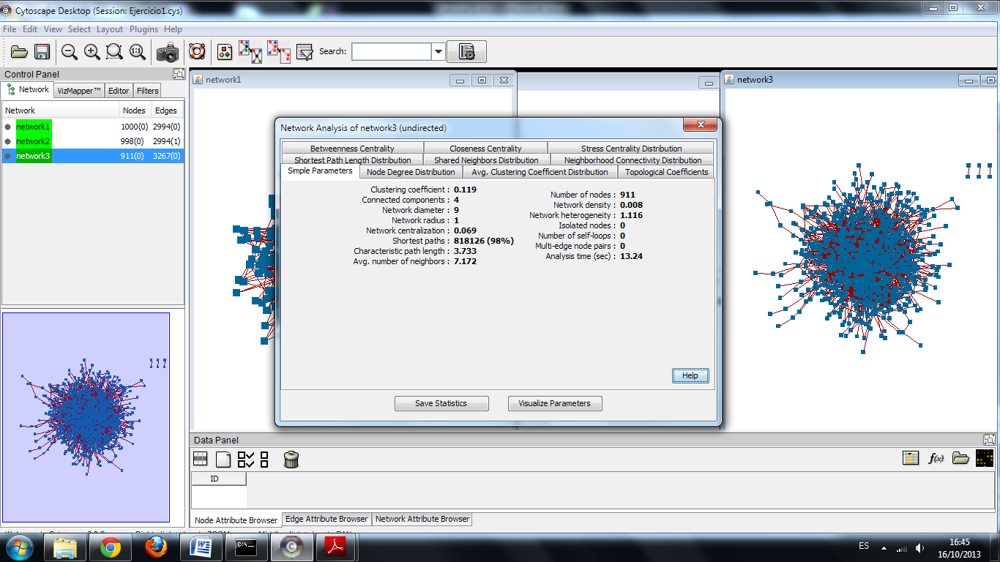 Cytoscape Desktop (Session: Ejercicio1.cys)
File Edit View Select Layout Plugins Help
Search:
Control Panel
Network VizMapper™ Editor Filters
Network Nodes Edges
network1 1000(0) 2994(0)
network2 998(0) 2994(1)
network3 911(0) 3267(0)
network1
network3
Network Analysis of network3 (undirected)
Betweenness Centrality Closeness Centrality Stress Centrality Distribution
Shortest Path Length Distribution Shared Neighbors Distribution Neighborhood Connectivity Distribution
Simple Parameters Node Degree Distribution Avg. Clustering Coefficient Distribution Topological Coefficients
Clustering coefficient : 0.119
Connected components : 4
Network diameter : 9
Network radius : 1
Network centralization : 0.069
Shortest paths : 818126 (98%)
Characteristic path length : 3.733
Avg. number of neighbors : 7.172
Number of nodes : 911
Network density : 0.008
Network heterogeneity : 1.116
Isolated nodes : 0
Number of self-loops : 0
Multi-edge node pairs : 0
Analysis time (sec) : 13.24
Help
Save Statistics Visualize Parameters
Data Panel
f(x)
ID
Node Attribute Browser Edge Attribute Browser Network Attribute Browser
C:\
ES
16:45
16/10/2013